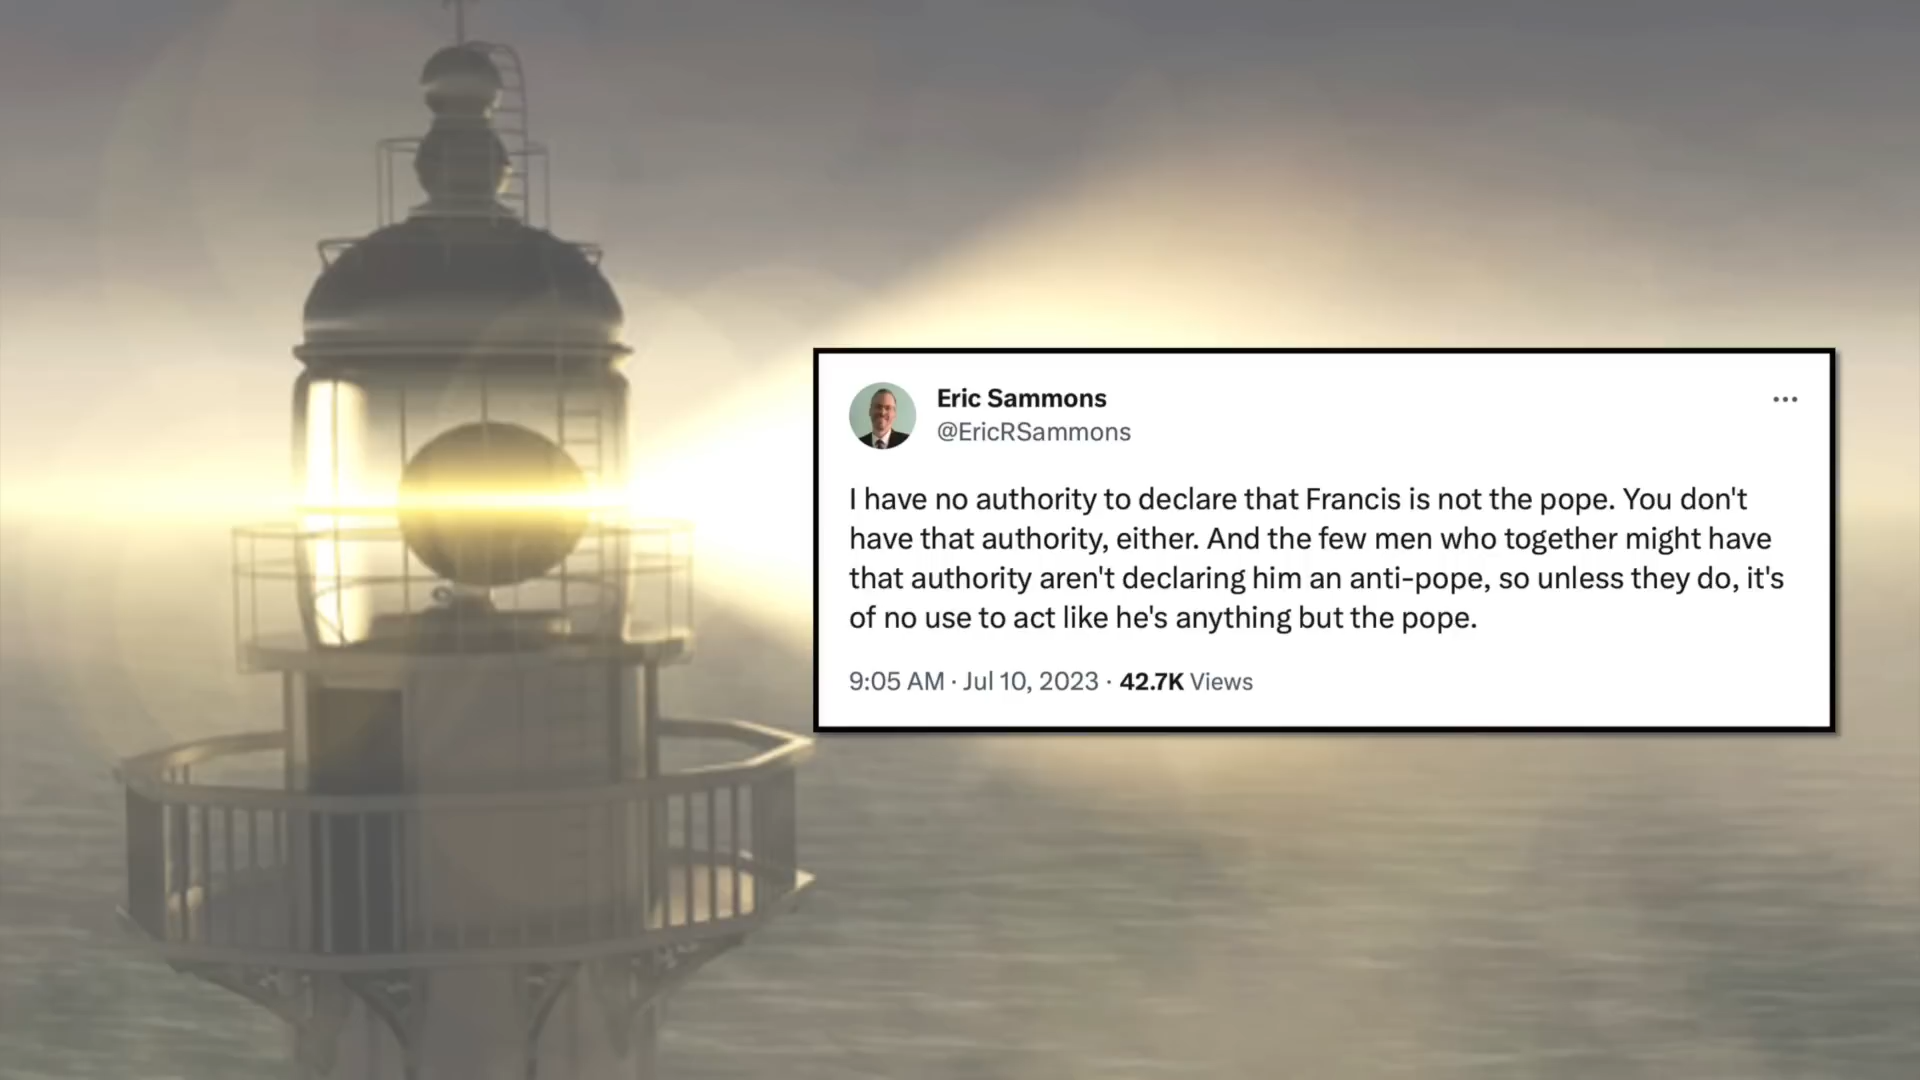 Eric Sammons
@EricRSammons
I have no authority to declare that Francis is not the pope. You don't
have that authority, either. And the few men who together might have
that authority aren't declaring him an anti-pope, so unless they do, it's
of no use to act like he's anything but the pope.
9:05 AM · Jul 10, 2023 · 42.7K Views